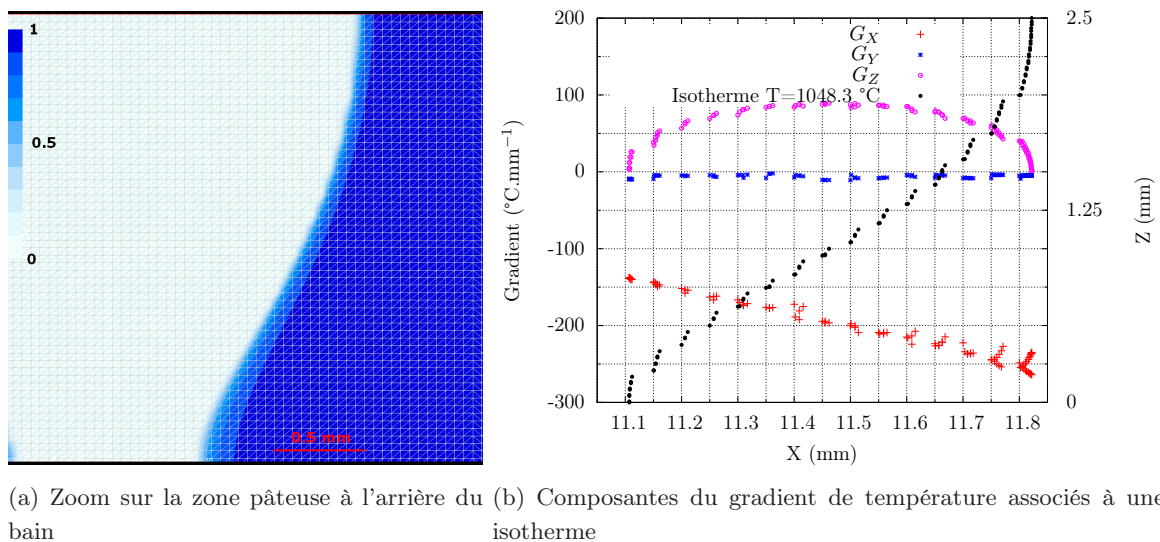 1
0.5
0
0.5 mm
200
100
0
-100
-200
-300
Gradient (°C.mm⁻¹)
G_X
G_Y
G_Z
Isotherme T=1048.3 °C
2.5
1.25
0
Z (mm)
11.1 11.2 11.3 11.4 11.5 11.6 11.7 11.8
X (mm)
(a) Zoom sur la zone pâteuse à l'arrière du
bain
(b) Composantes du gradient de température associés à une
isotherme